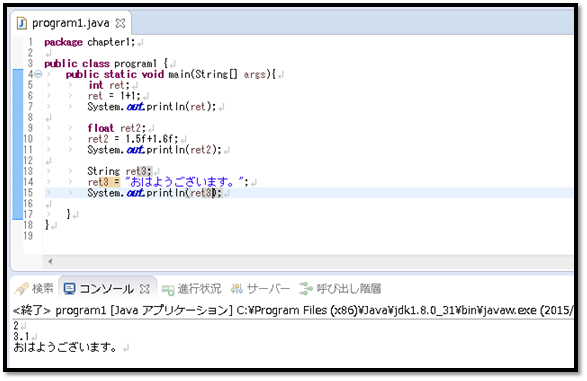 program1.java
1 package chapter1;
2
3 public class program1 {
4 public static void main(String[] args){
5 int ret;
6 ret = 1+1;
7 System.out.println(ret);
8
9 float ret2;
10 ret2 = 1.5f+1.6f;
11 System.out.println(ret2);
12
13 String ret3;
14 ret3 = "おはようございます。";
15 System.out.println(ret3);
16
17 }
18 }
19
検索 コンソール 進行状況 サーバー 呼び出し階層
<終了> program1 [Java アプリケーション] C:¥Program Files (x86)¥Java¥jdk1.8.0_31¥bin¥javaw.exe (2015/
2
3.1
おはようございます。